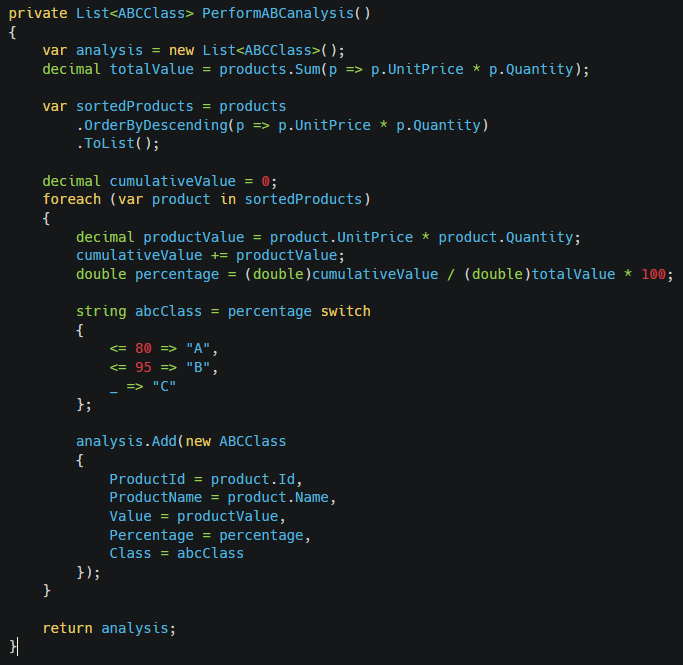 private List<ABCClass> PerformABCanalysis()
{
    var analysis = new List<ABCClass>();
    decimal totalValue = products.Sum(p => p.UnitPrice * p.Quantity);

    var sortedProducts = products
        .OrderByDescending(p => p.UnitPrice * p.Quantity)
        .ToList();

    decimal cumulativeValue = 0;
    foreach (var product in sortedProducts)
    {
        decimal productValue = product.UnitPrice * product.Quantity;
        cumulativeValue += productValue;
        double percentage = (double)cumulativeValue / (double)totalValue * 100;

        string abcClass = percentage switch
        {
            <= 80 => "A",
            <= 95 => "B",
            _ => "C"
        };

        analysis.Add(new ABCClass
        {
            ProductId = product.Id,
            ProductName = product.Name,
            Value = productValue,
            Percentage = percentage,
            Class = abcClass
        });
    }

    return analysis;
}